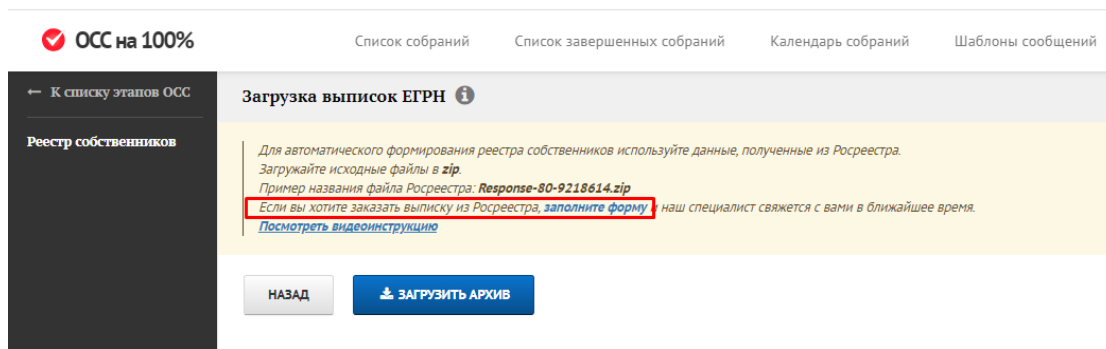 ОСС на 100%
Список собраний
Список завершенных собраний
Календарь собраний
Шаблоны сообщений
← К списку этапов ОСС
Реестр собственников
Загрузка выписок ЕГРН
Для автоматического формирования реестра собственников используйте данные, полученные из Росреестра.
Загружайте исходные файлы в zip.
Пример названия файла Росреестра: Response-80-9218614.zip
Если вы хотите заказать выписку из Росреестра, заполните форму и наш специалист свяжется с вами в ближайшее время.
Посмотреть видеоинструкцию
НАЗАД
ЗАГРУЗИТЬ АРХИВ